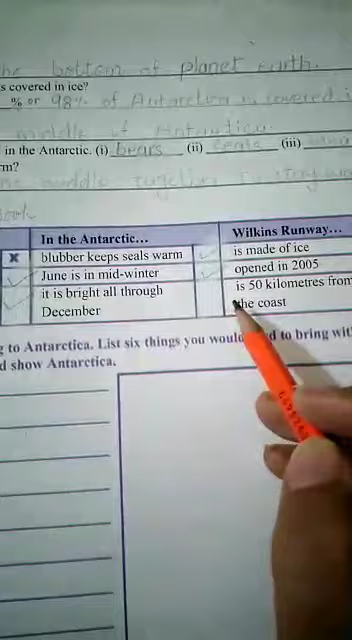 bottom of planet earth.
s covered in ice?
% or 98% of Antarctica is covered i
middle of Antarctica.
in the Antarctic. (i) bears (ii) seals (iii)
rm?
In the Antarctic... Wilkins Runway...
x blubber keeps seals warm ✓ is made of ice
✓ June is in mid-winter ✓ opened in 2005
✓ it is bright all through December is 50 kilometres from the coast
g to Antarctica. List six things you would to bring wit
d show Antarctica.